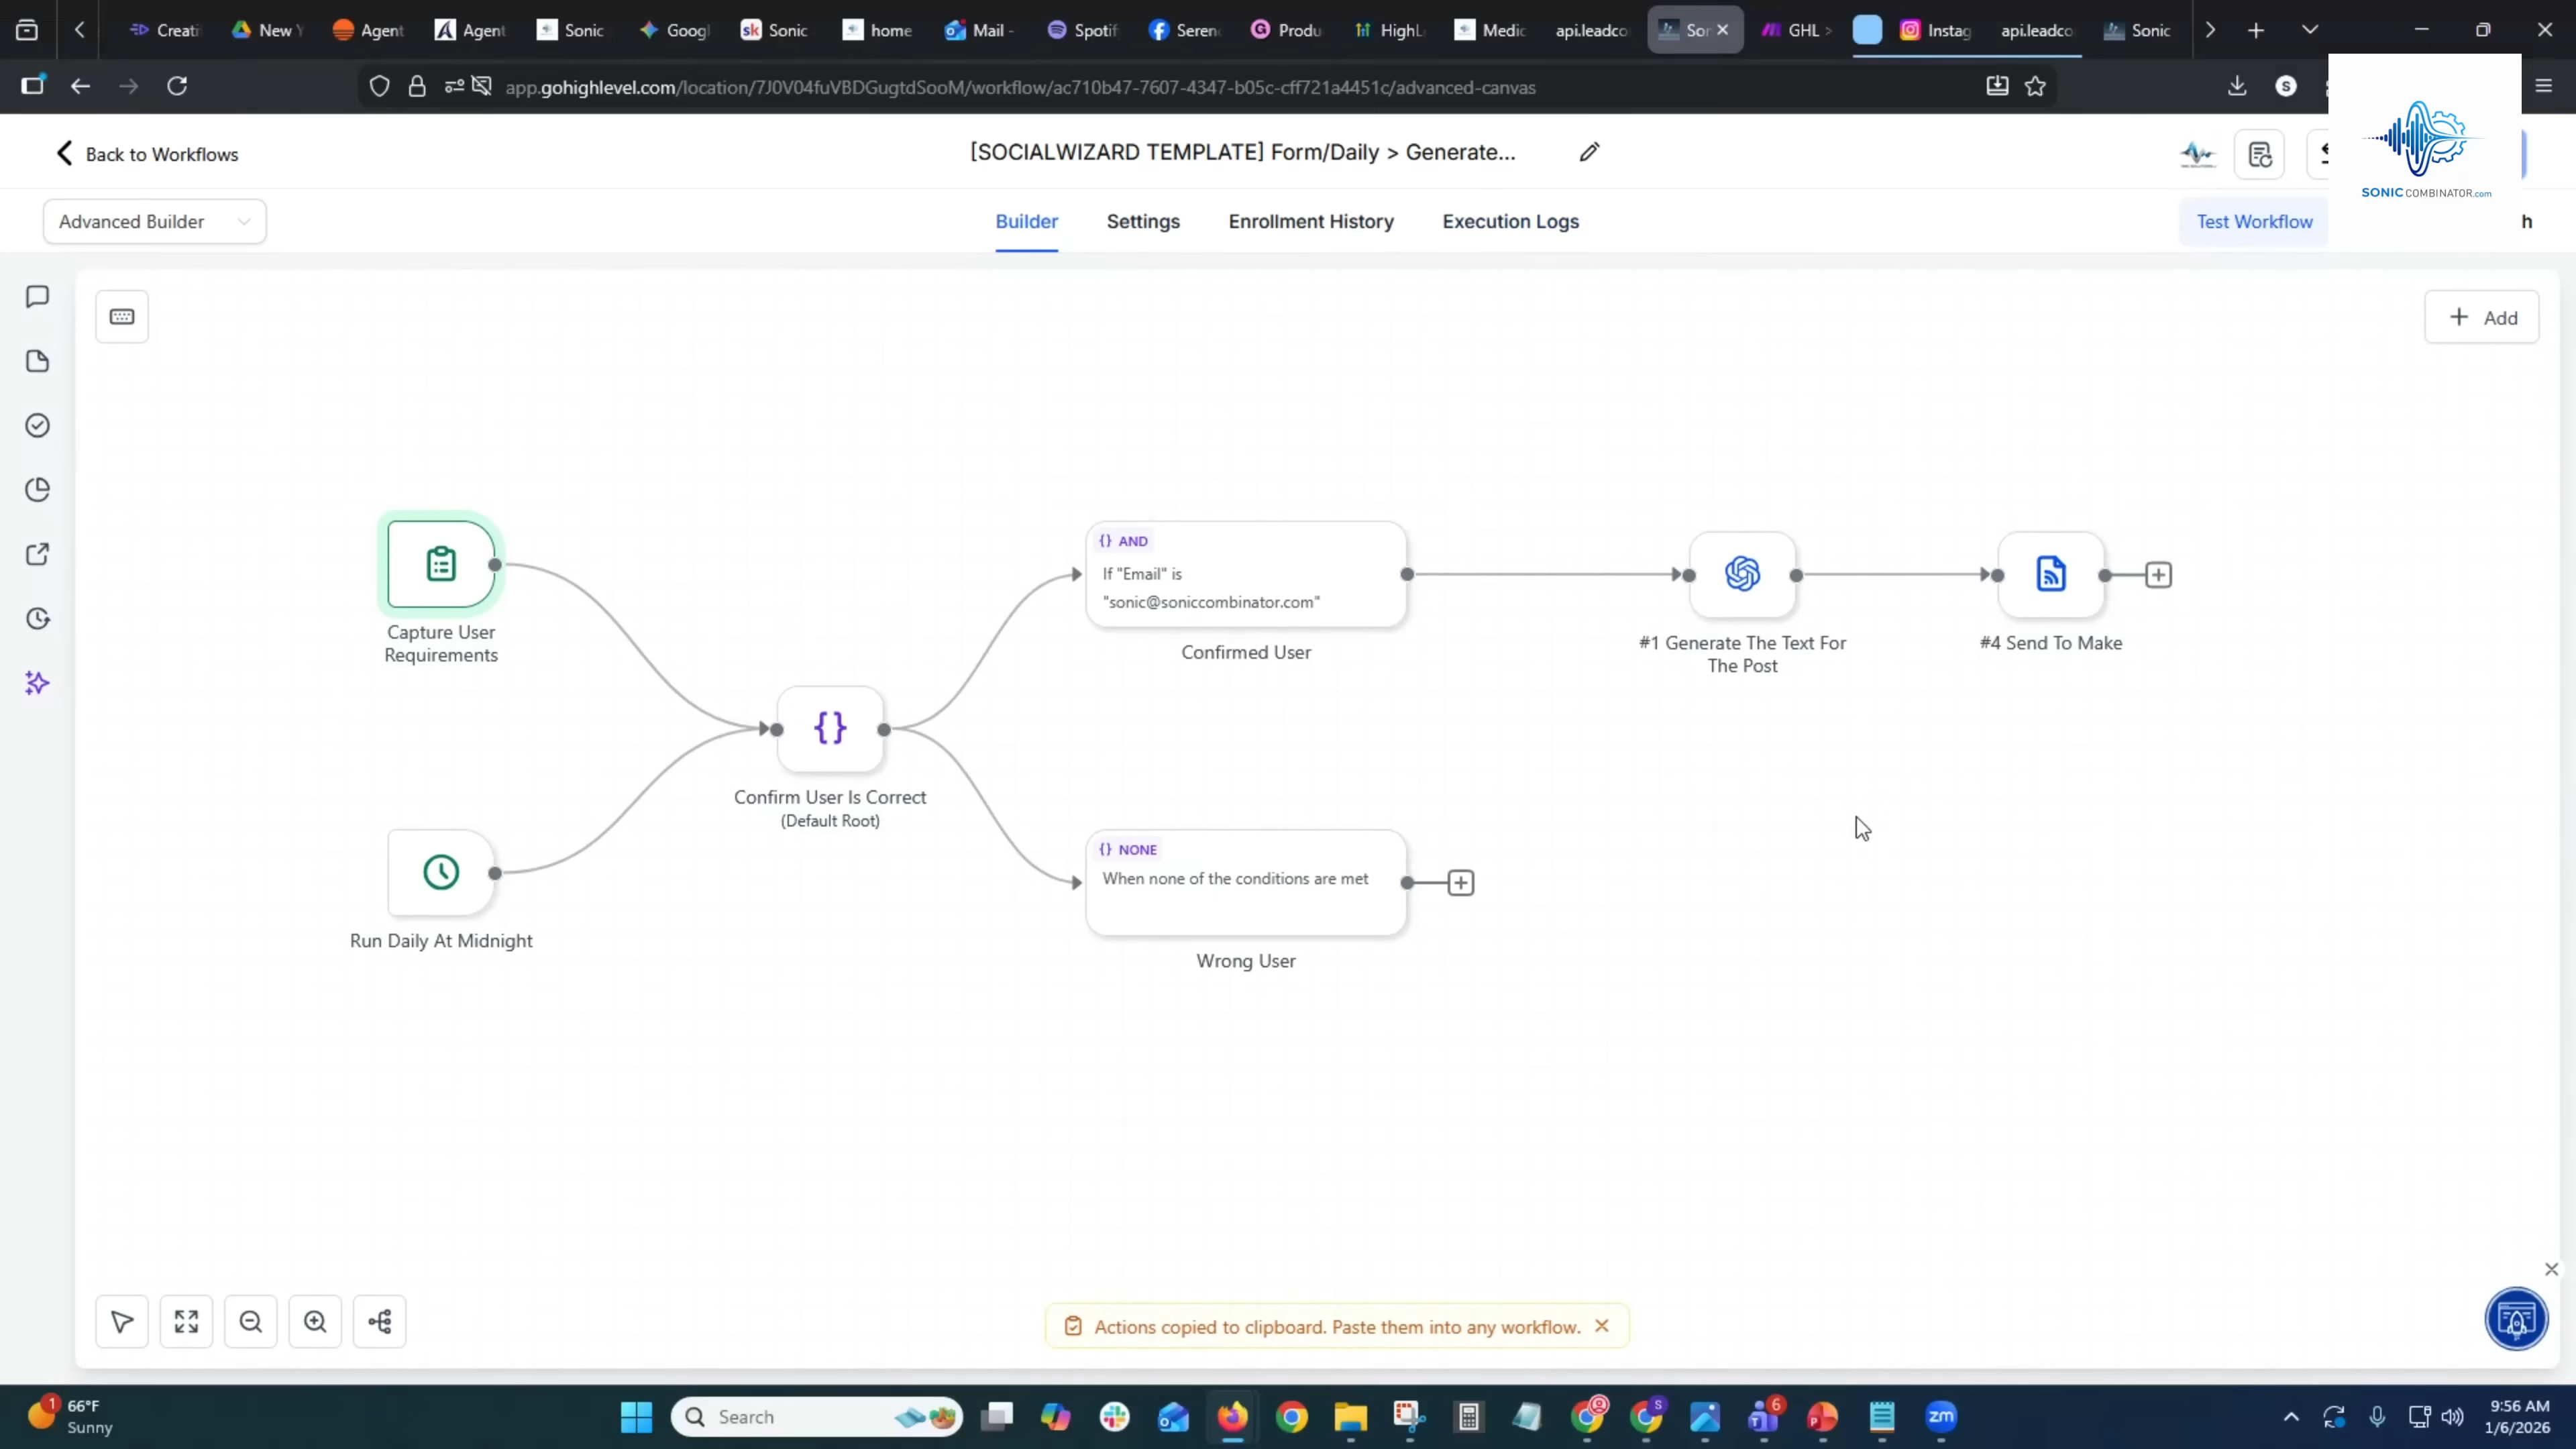 Creati
New Y
Agent
Agent
Sonic
Googl
sk Sonic
home
Mail -
Spotif
Seren
Produ
HighL
Medic
api.leadco
Sor
GHL >
Instag
api.leadco
Sonic
app.gohighlevel.com/location/7J0V04fuVBDGugtdSooM/workflow/ac710b47-7607-4347-b05c-cff721a4451c/advanced-canvas
S
Back to Workflows
[SOCIALWIZARD TEMPLATE] Form/Daily > Generate...
SONICCOMBINATOR.com
Advanced Builder
Builder
Settings
Enrollment History
Execution Logs
Test Workflow
h
Add
{} AND
If "Email" is
"sonic@soniccombinator.com"
Confirmed User
Capture User
Requirements
#1 Generate The Text For
The Post
#4 Send To Make
{}
Confirm User Is Correct
(Default Root)
{} NONE
When none of the conditions are met
Wrong User
Run Daily At Midnight
Actions copied to clipboard. Paste them into any workflow.
1
66°F
Sunny
Search
S
6
zm
9:56 AM
1/6/2026